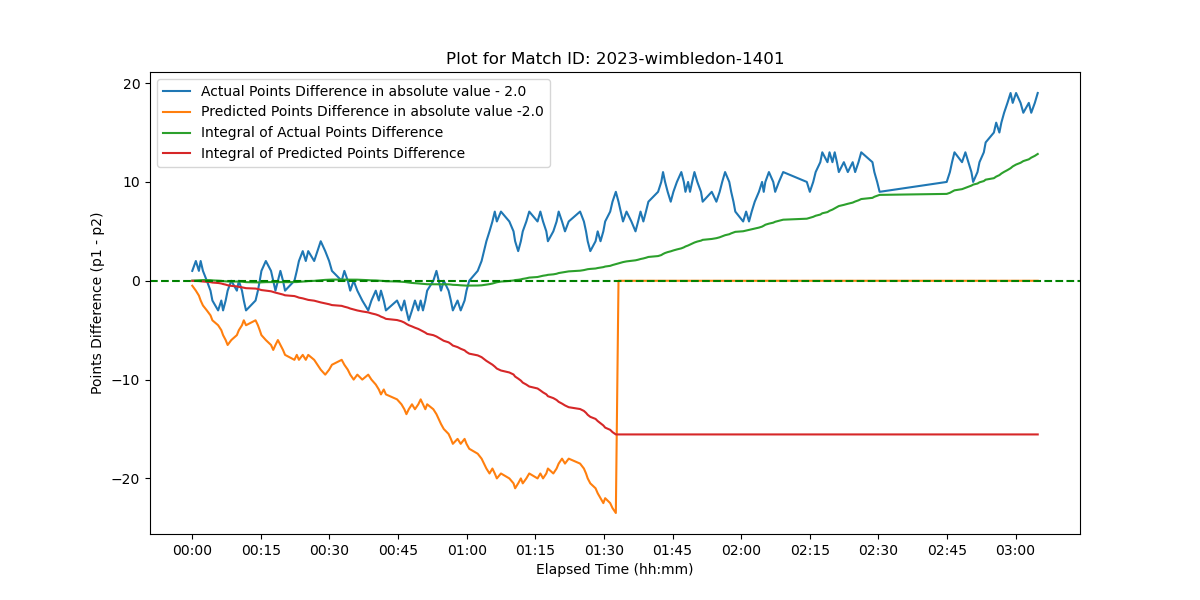 Plot for Match ID: 2023-wimbledon-1401
Actual Points Difference in absolute value - 2.0
Predicted Points Difference in absolute value -2.0
Integral of Actual Points Difference
Integral of Predicted Points Difference
Points Difference (p1 - p2)
20
10
0
−10
−20
00:00 00:15 00:30 00:45 01:00 01:15 01:30 01:45 02:00 02:15 02:30 02:45 03:00
Elapsed Time (hh:mm)